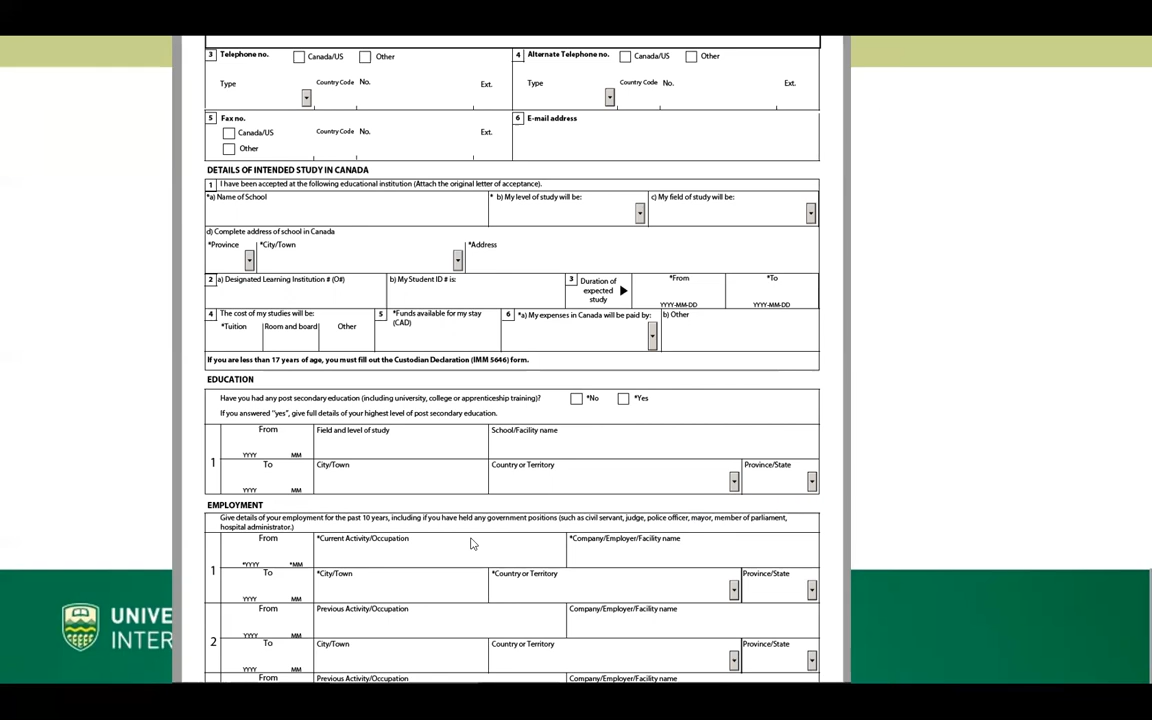 3 Telephone no. Canada/US Other
4 Alternate Telephone no. Canada/US Other
Type Country Code No. Ext.
Type Country Code No. Ext.
5 Fax no.
Canada/US Country Code No. Ext.
Other
6 E-mail address
DETAILS OF INTENDED STUDY IN CANADA
1 I have been accepted at the following educational institution (Attach the original letter of acceptance).
*a) Name of School * b) My level of study will be: c) My field of study will be:
d) Complete address of school in Canada
*Province *City/Town *Address
2 a) Designated Learning Institution # (O#) b) My Student ID # is:
3 Duration of
expected
study
*From *To
YYYY-MM-DD YYYY-MM-DD
4 The cost of my studies will be:
*Tuition Room and board Other
5 *Funds available for my stay
(CAD)
6 *a) My expenses in Canada will be paid by: b) Other
If you are less than 17 years of age, you must fill out the Custodian Declaration (IMM 5646) form.
EDUCATION
Have you had any post secondary education (including university, college or apprenticeship training)? *No *Yes
If you answered "yes", give full details of your highest level of post secondary education.
1 From Field and level of study School/Facility name
YYYY MM
To City/Town Country or Territory Province/State
YYYY MM
EMPLOYMENT
Give details of your employment for the past 10 years, including if you have held any government positions (such as civil servant, judge, police officer, mayor, member of parliament,
hospital administrator.)
1 From *Current Activity/Occupation *Company/Employer/Facility name
*YYYY *MM
To *City/Town *Country or Territory Province/State
YYYY MM
2 From Previous Activity/Occupation Company/Employer/Facility name
YYYY MM
To City/Town Country or Territory Province/State
YYYY MM
From Previous Activity/Occupation Company/Employer/Facility name
UNIVE
INTER